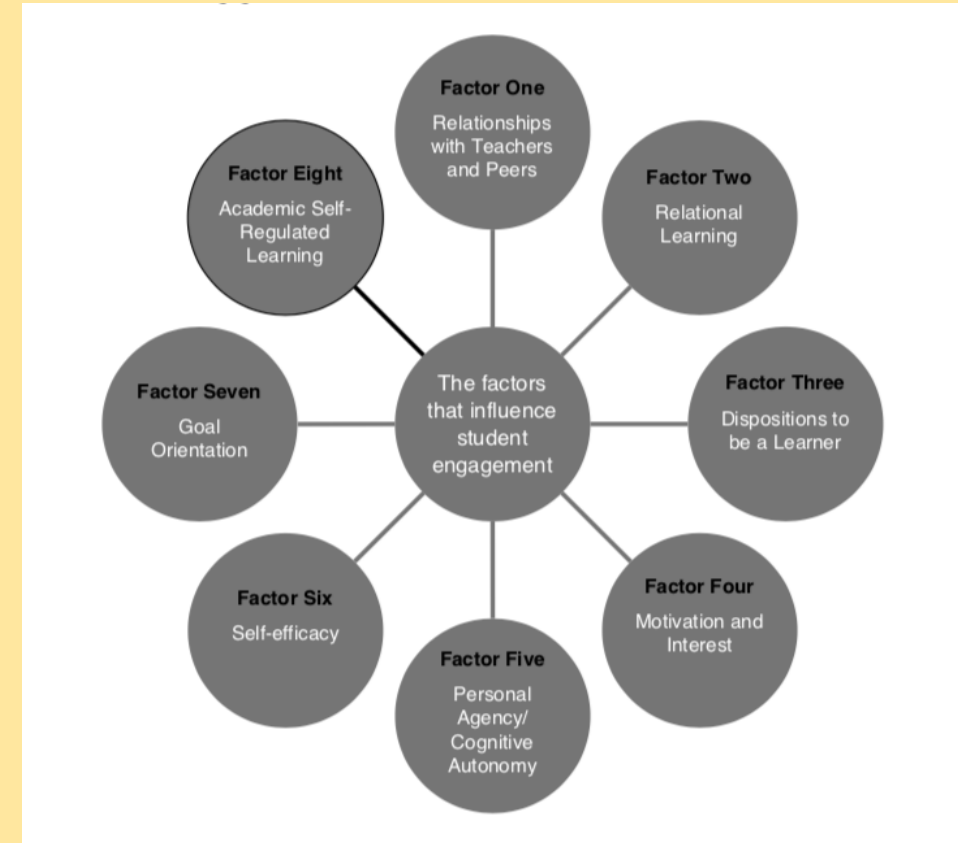 Factor One
Relationships
with Teachers
and Peers
Factor Two
Relational
Learning
Factor Three
Dispositions to
be a Learner
Factor Four
Motivation and
Interest
Factor Five
Personal
Agency/
Cognitive
Autonomy
Factor Six
Self-efficacy
Factor Seven
Goal
Orientation
Factor Eight
Academic Self-
Regulated
Learning
The factors
that influence
student
engagement